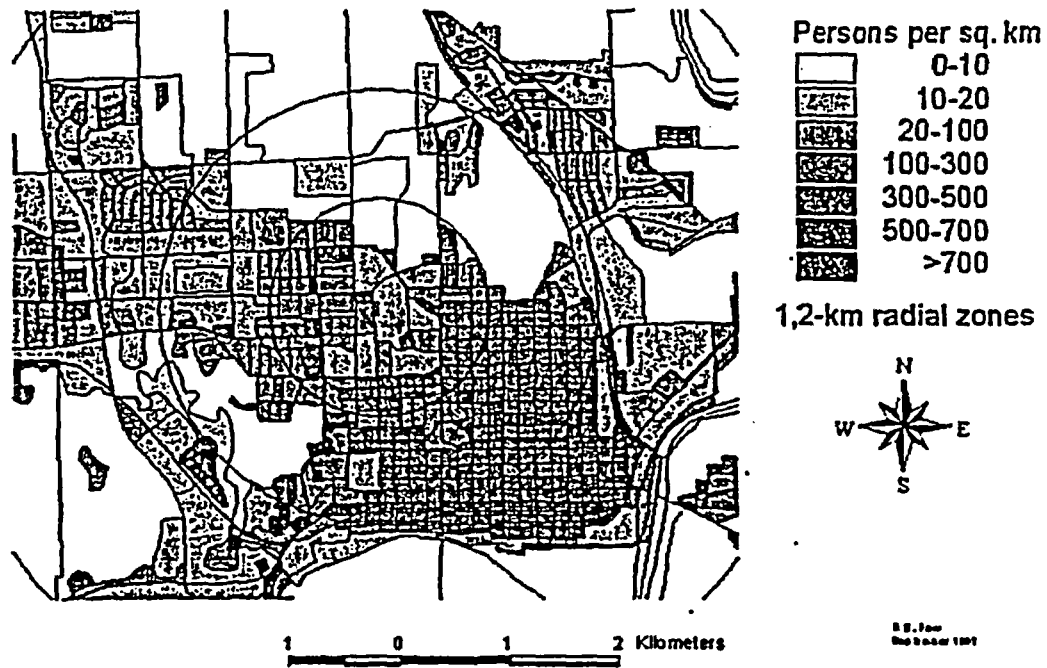 Persons per sq. km
0-10
10-20
20-100
100-300
300-500
500-700
>700
1,2-km radial zones
N
W E
S
1 0 1 2 Kilometers